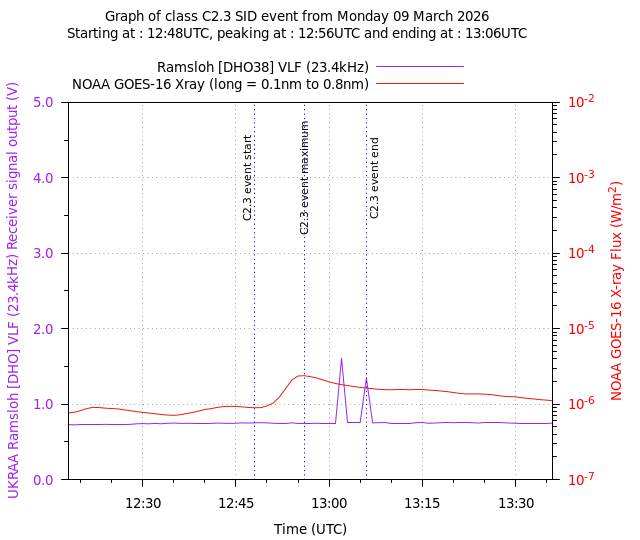 Graph of class C2.3 SID event from Monday 09 March 2026
Starting at : 12:48UTC, peaking at : 12:56UTC and ending at : 13:06UTC
Ramsloh [DHO38] VLF (23.4kHz)
NOAA GOES-16 Xray (long = 0.1nm to 0.8nm)
UKRAA Ramsloh [DHO] VLF (23.4kHz) Receiver signal output (V)
5.0
4.0
3.0
2.0
1.0
0.0
C2.3 event start
C2.3 event maximum
C2.3 event end
10-2
10-3
10-4
10-5
10-6
10-7
NOAA GOES-16 X-ray Flux (W/m2)
12:30
12:45
13:00
13:15
13:30
Time (UTC)